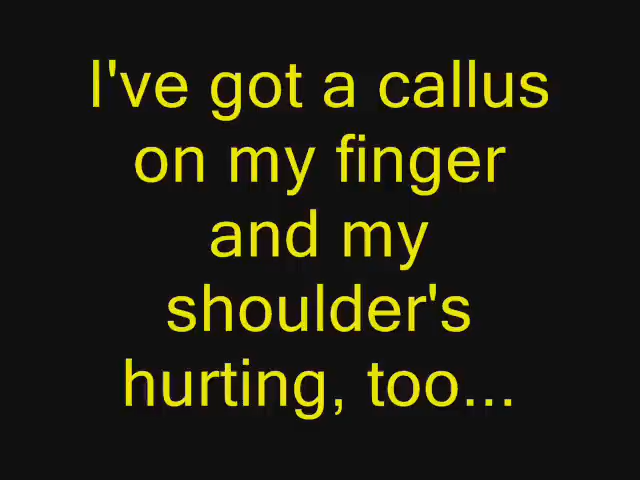 I've got a callus
on my finger
and my
shoulder's
hurting, too...